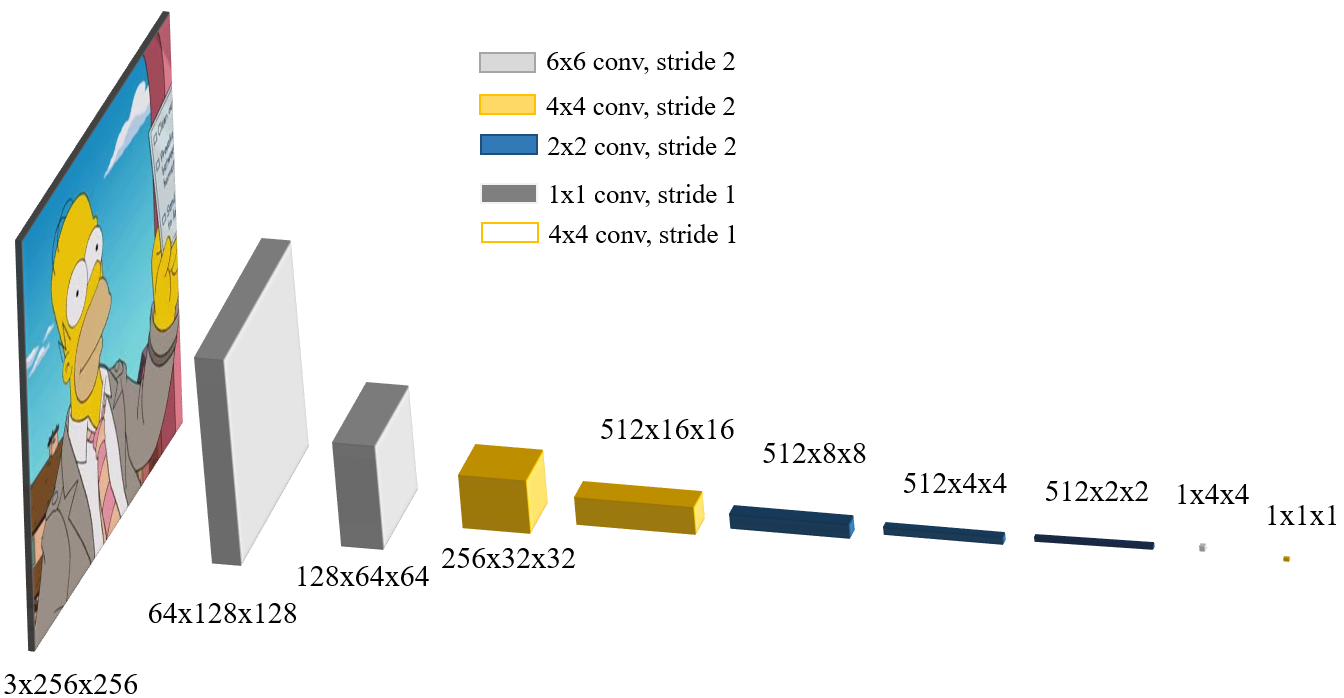 6x6 conv, stride 2
4x4 conv, stride 2
2x2 conv, stride 2
1x1 conv, stride 1
4x4 conv, stride 1
3x256x256
64x128x128
128x64x64
256x32x32
512x16x16
512x8x8
512x4x4
512x2x2
1x4x4
1x1x1